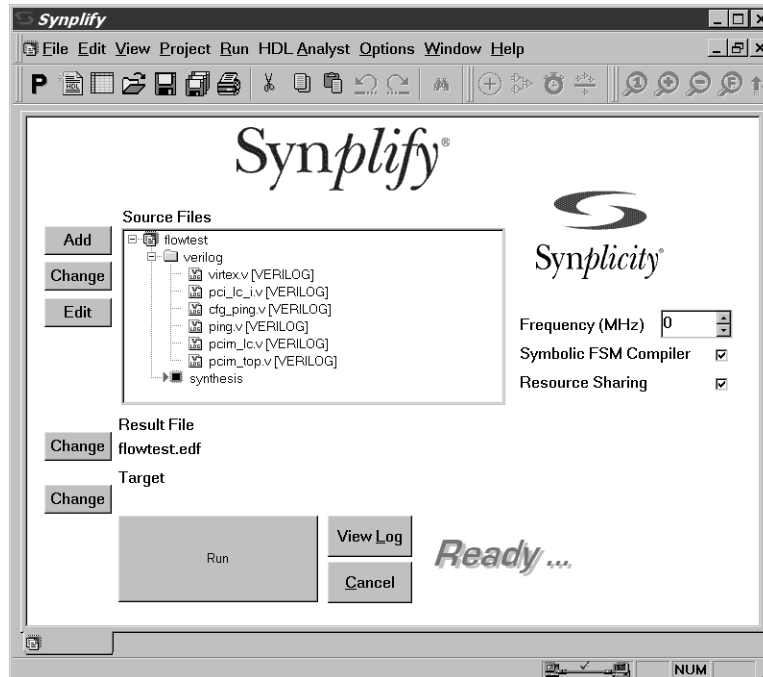 Synplify
File Edit View Project Run HDL Analyst Options Window Help
P
Synplify®
Synplicity®
Source Files
Add
Change
Edit
flowtest
verilog
virtex.v [VERILOG]
pci_lc_i.v [VERILOG]
cfg_ping.v [VERILOG]
ping.v [VERILOG]
pcim_lc.v [VERILOG]
pcim_top.v [VERILOG]
synthesis
Frequency (MHz) 0
Symbolic FSM Compiler
Resource Sharing
Result File
Change
flowtest.edf
Target
Change
Run
View Log
Cancel
Ready ...
NUM